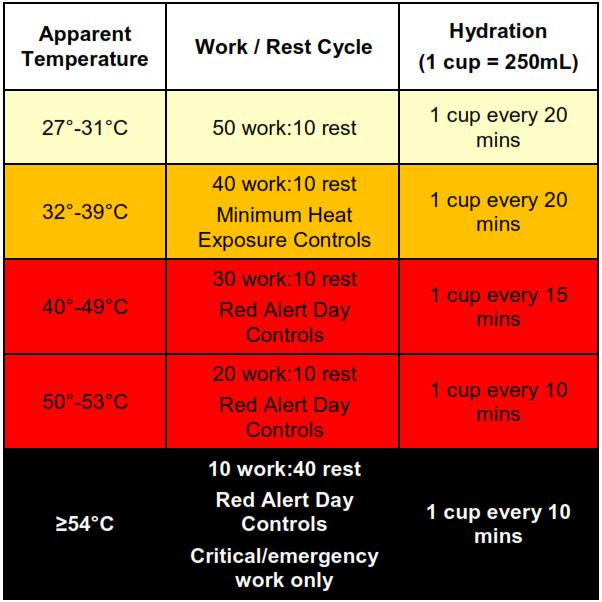 Apparent
Temperature
Work / Rest Cycle
Hydration
(1 cup = 250mL)
27°-31°C
50 work:10 rest
1 cup every 20
mins
32°-39°C
40 work:10 rest
Minimum Heat
Exposure Controls
1 cup every 20
mins
40°-49°C
30 work:10 rest
Red Alert Day
Controls
1 cup every 15
mins
50°-53°C
20 work:10 rest
Red Alert Day
Controls
1 cup every 10
mins
≥54°C
10 work:40 rest
Red Alert Day
Controls
Critical/emergency
work only
1 cup every 10
mins